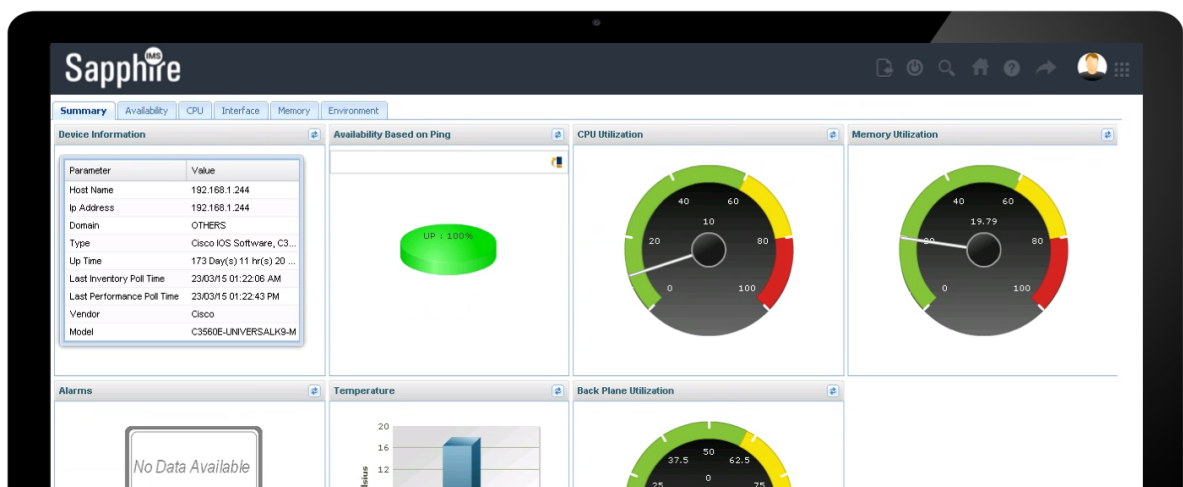 Sapphire
IMS
Summary Availability CPU Interface Memory Environment
Device Information
Parameter Value
Host Name 192.168.1.244
Ip Address 192.168.1.244
Domain OTHERS
Type Cisco IOS Software, C3...
Up Time 173 Day(s) 11 hr(s) 20 ...
Last Inventory Poll Time 23/03/15 01:22:06 AM
Last Performance Poll Time 23/03/15 01:22:43 PM
Vendor Cisco
Model C3560E-UNIVERSALK9-M
Availability Based on Ping
UP : 100%
CPU Utilization
40 60
10
20 80
0 100
Memory Utilization
40 60
19.79
20 80
0 100
Alarms
No Data Available
Temperature
20
16
12
Back Plane Utilization
50
37.5 62.5
0
25 75